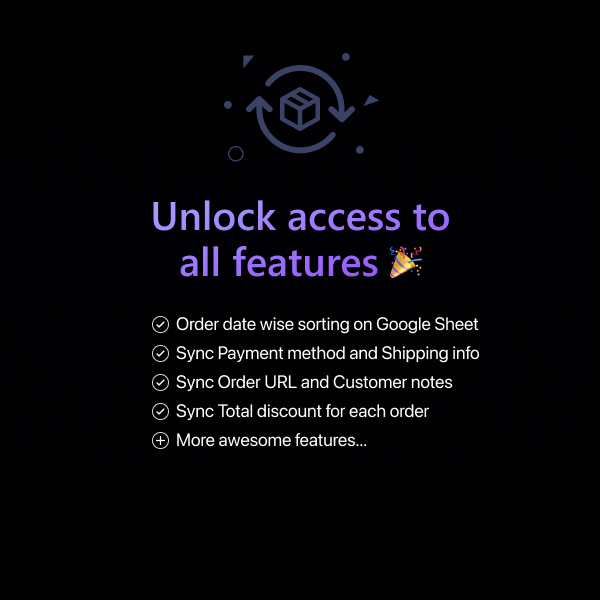 Unlock access to
all features 🎉
Order date wise sorting on Google Sheet
Sync Payment method and Shipping info
Sync Order URL and Customer notes
Sync Total discount for each order
More awesome features...